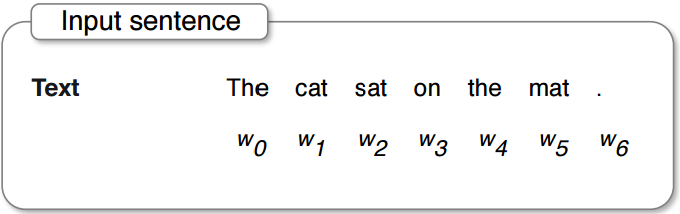 Input sentence
Text The cat sat on the mat .
w0 w1 w2 w3 w4 w5 w6